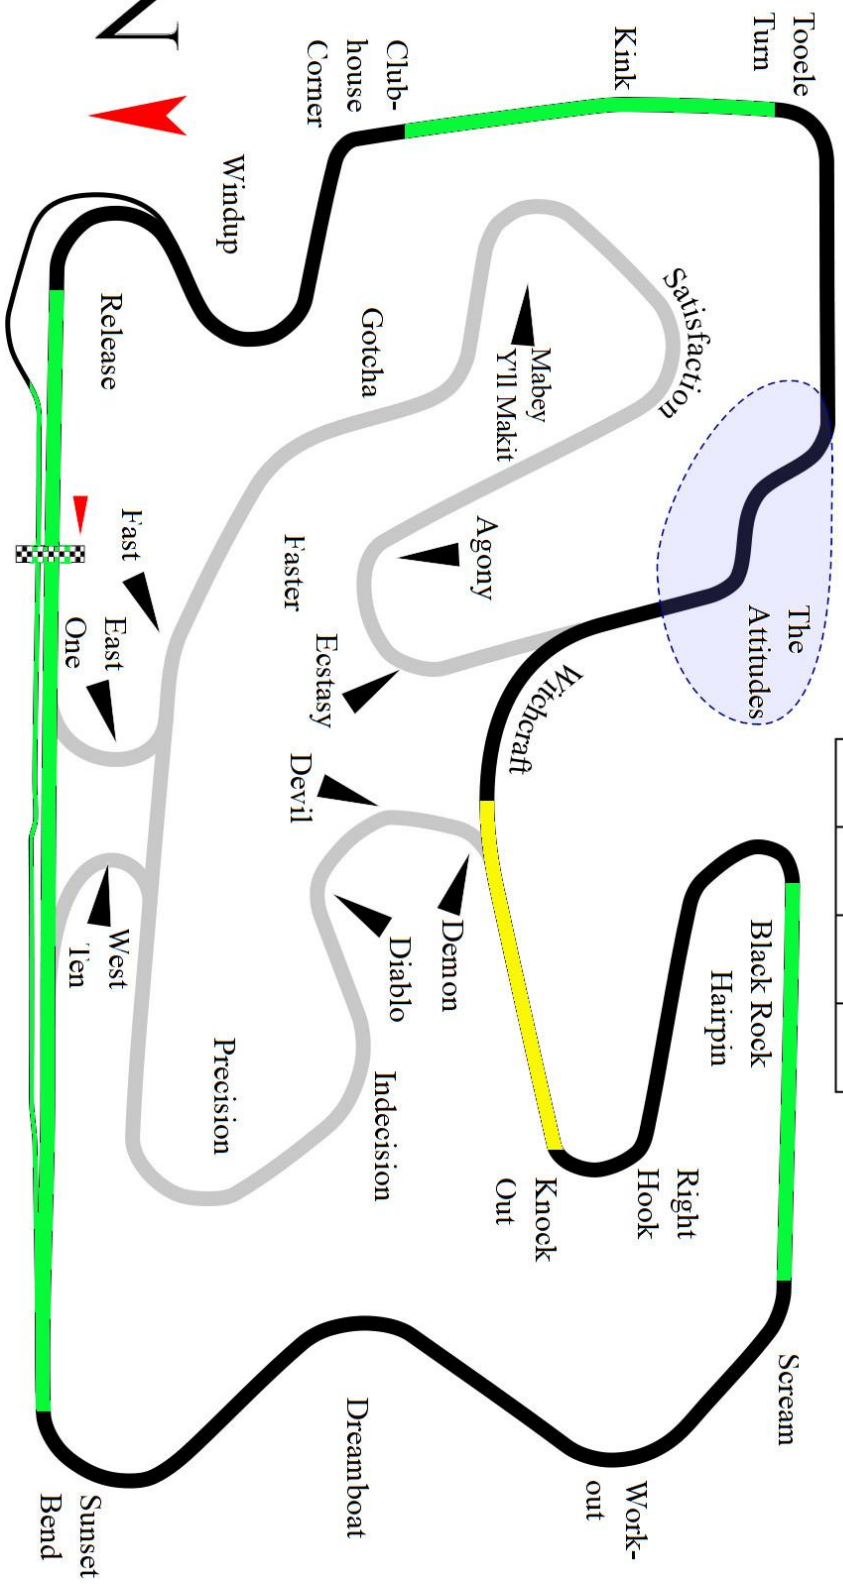 Tooele
Turn
The
Attitudes
Black Rock
Hairpin
Scream
Satisfaction
Right
Hook
Kink
Work-
out
Witchcraft
Knock
Out
Mabey
Y'll Makit
Agony
Demon
Club-
house
Corner
Gotcha
Ecstasy
Diablo
Indecision
Dreamboat
Faster
Devil
Windup
Precision
N
Release
Fast
East
One
West
Ten
Sunset
Bend